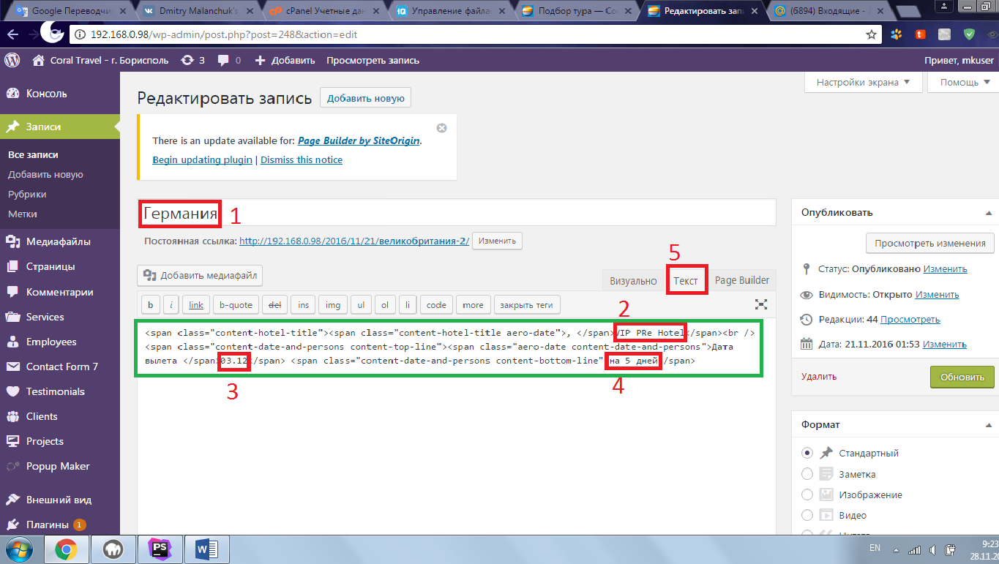 Google Переводчи
Dmitry Malanchuk's
cPanel Учетные дан
Управление файла
Подбор тура — Co
Редактировать запи
(6894) Входящие -
192.168.0.98/wp-admin/post.php?post=248&action=edit
Coral Travel – г. Борисполь 3 0 Добавить Просмотреть запись Привет, mkuser
Настройки экрана Помощь
Консоль
Записи
Все записи
Добавить новую
Рубрики
Метки
Медиафайлы
Страницы
Комментарии
Services
Employees
Contact Form 7
Testimonials
Clients
Projects
Popup Maker
Внешний вид
Плагины 1
Редактировать запись Добавить новую
There is an update available for: Page Builder by SiteOrigin.
Begin updating plugin | Dismiss this notice
Германия 1
Постоянная ссылка: http://192.168.0.98/2016/11/21/великобритания-2/ Изменить
5
Добавить медиафайл Визуально Текст Page Builder
b i link b-quote del ins img ul ol li code more закрыть теги
2
<span class="content-hotel-title"><span class="content-hotel-title aero-date">, </span>VIP PRe Hotel</span><br />
<span class="content-date-and-persons content-top-line"><span class="aero-date content-date-and-persons">Дата
вылета </span>03.12</span> <span class="content-date-and-persons content-bottom-line">на 5 дней</span>
3 4
Опубликовать
Просмотреть изменения
Статус: Опубликовано Изменить
Видимость: Открыто Изменить
Редакции: 44 Просмотреть
Дата: 21.11.2016 01:53 Изменить
Удалить Обновить
Формат
Стандартный
Заметка
Изображение
Видео
PS
W
EN
9:23
28.11.20